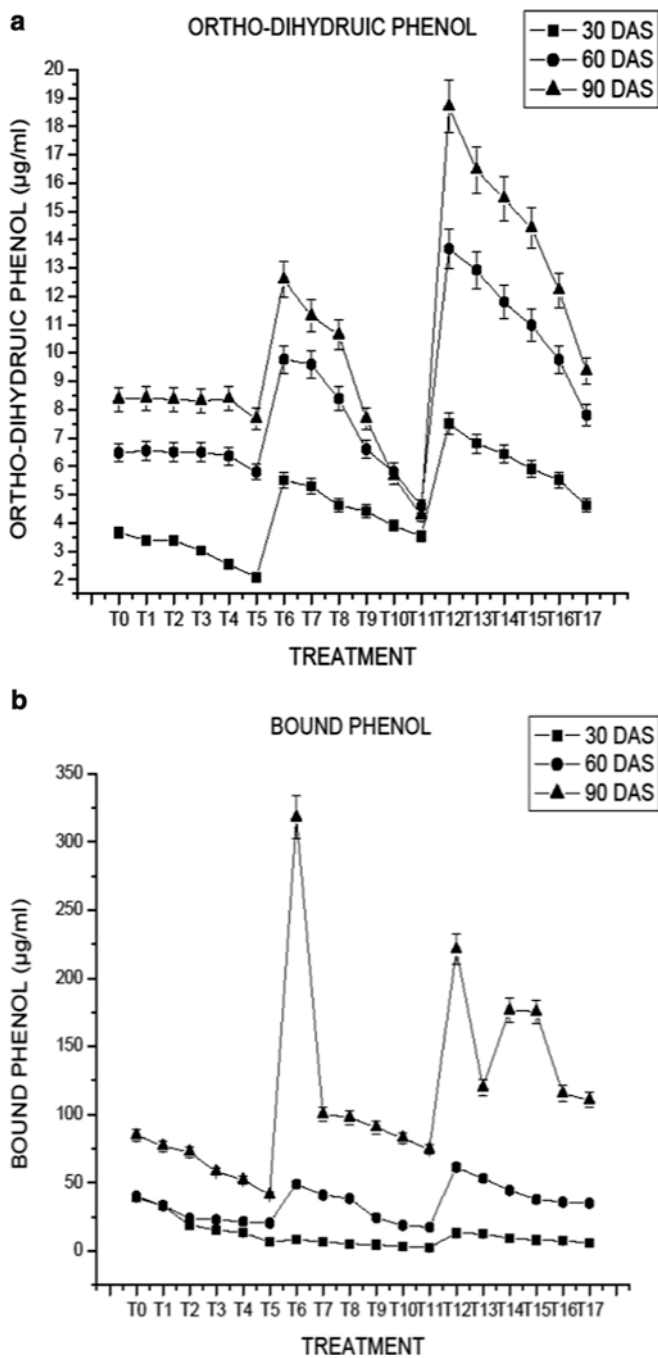 a
ORTHO-DIHYDRUIC PHENOL
30 DAS
60 DAS
90 DAS
ORTHO-DIHYDRUIC PHENOL (µg/ml)
20
19
18
17
16
15
14
13
12
11
10
9
8
7
6
5
4
3
2
T0 T1 T2 T3 T4 T5 T6 T7 T8 T9 T10 T11 T12 T13 T14 T15 T16 T17
TREATMENT
b
BOUND PHENOL
30 DAS
60 DAS
90 DAS
BOUND PHENOL (µg/ml)
350
300
250
200
150
100
50
0
T0 T1 T2 T3 T4 T5 T6 T7 T8 T9 T10 T11 T12 T13 T14 T15 T16 T17
TREATMENT